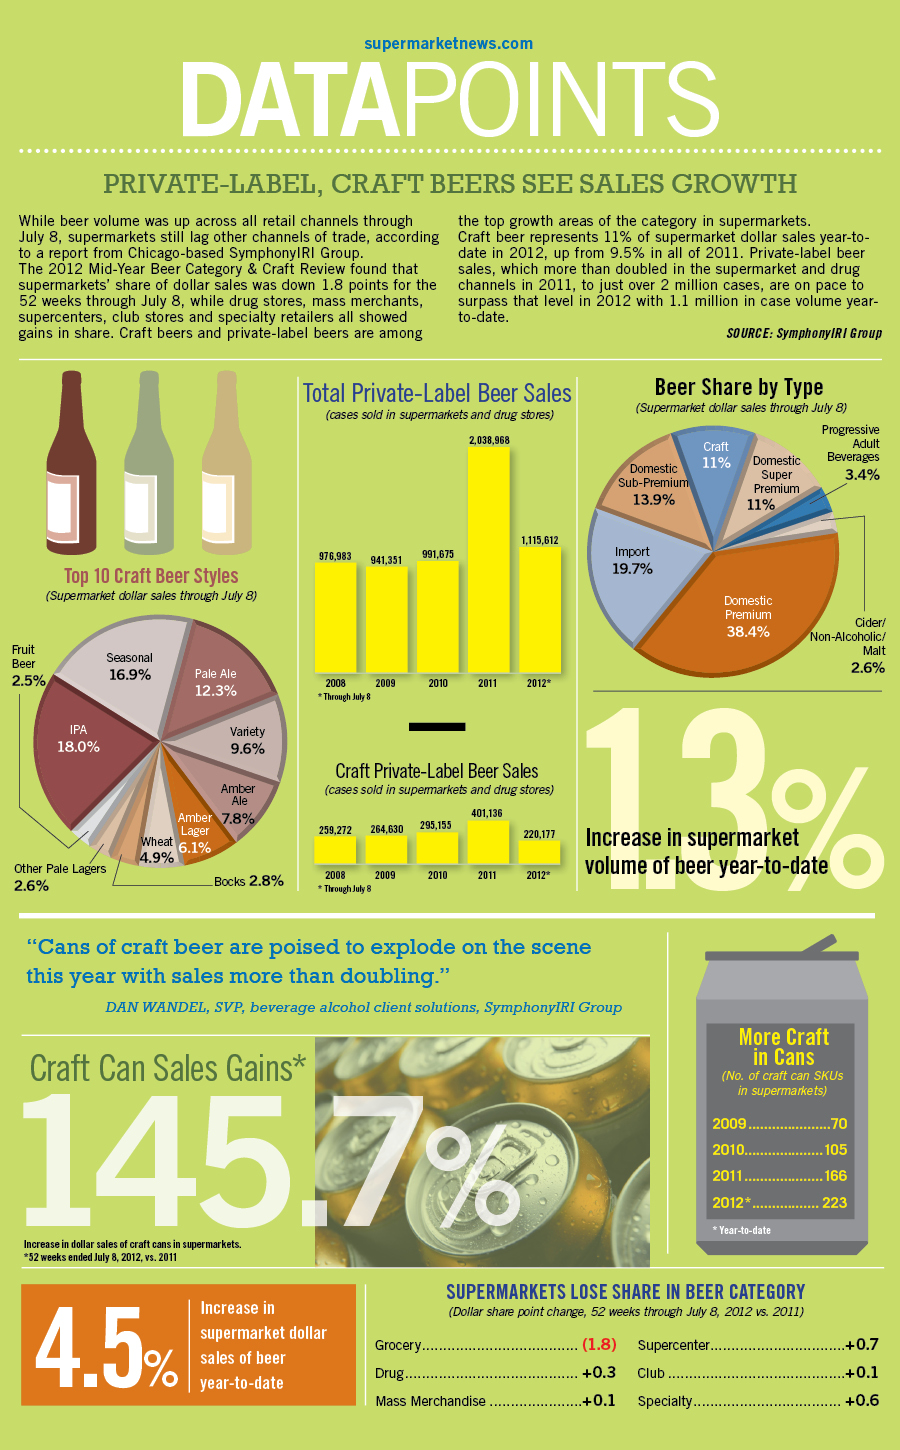 supermarketnews.com
DATAPOINTS
PRIVATE-LABEL, CRAFT BEERS SEE SALES GROWTH
While beer volume was up across all retail channels through
July 8, supermarkets still lag other channels of trade, according
to a report from Chicago-based SymphonyIRI Group.
The 2012 Mid-Year Beer Category & Craft Review found that
supermarkets' share of dollar sales was down 1.8 points for the
52 weeks through July 8, while drug stores, mass merchants,
supercenters, club stores and specialty retailers all showed
gains in share. Craft beers and private-label beers are among
the top growth areas of the category in supermarkets.
Craft beer represents 11% of supermarket dollar sales year-to-
date in 2012, up from 9.5% in all of 2011. Private-label beer
sales, which more than doubled in the supermarket and drug
channels in 2011, to just over 2 million cases, are on pace to
surpass that level in 2012 with 1.1 million in case volume year-
to-date.
SOURCE: SymphonyIRI Group
Top 10 Craft Beer Styles
(Supermarket dollar sales through July 8)
Fruit
Beer
2.5%
Seasonal
16.9%
Pale Ale
12.3%
IPA
18.0%
Variety
9.6%
Amber
Ale
7.8%
Amber
Lager
6.1%
Wheat
4.9%
Other Pale Lagers
2.6%
Bocks 2.8%
Total Private-Label Beer Sales
(cases sold in supermarkets and drug stores)
2,038,968
976,983
941,351
991,675
1,115,612
2008
2009
2010
2011
2012*
* Through July 8
Craft Private-Label Beer Sales
(cases sold in supermarkets and drug stores)
259,272
264,630
295,155
401,136
220,177
2008
2009
2010
2011
2012*
* Through July 8
Beer Share by Type
(Supermarket dollar sales through July 8)
Progressive
Adult
Beverages
3.4%
Craft
11%
Domestic
Super
Premium
11%
Domestic
Sub-Premium
13.9%
Import
19.7%
Domestic
Premium
38.4%
Cider/
Non-Alcoholic/
Malt
2.6%
1.3%
Increase in supermarket
volume of beer year-to-date
“Cans of craft beer are poised to explode on the scene
this year with sales more than doubling.”
DAN WANDEL, SVP, beverage alcohol client solutions, SymphonyIRI Group
Craft Can Sales Gains*
145.7%
Increase in dollar sales of craft cans in supermarkets.
*52 weeks ended July 8, 2012, vs. 2011
More Craft
in Cans
(No. of craft can SKUs
in supermarkets)
2009.....................70
2010....................105
2011....................166
2012*................. 223
* Year-to-date
4.5%
Increase in
supermarket dollar
sales of beer
year-to-date
SUPERMARKETS LOSE SHARE IN BEER CATEGORY
(Dollar share point change, 52 weeks through July 8, 2012 vs. 2011)
Grocery...................................... (1.8)
Drug.......................................... +0.3
Mass Merchandise ......................+0.1
Supercenter................................+0.7
Club ...........................................+0.1
Specialty.................................... +0.6